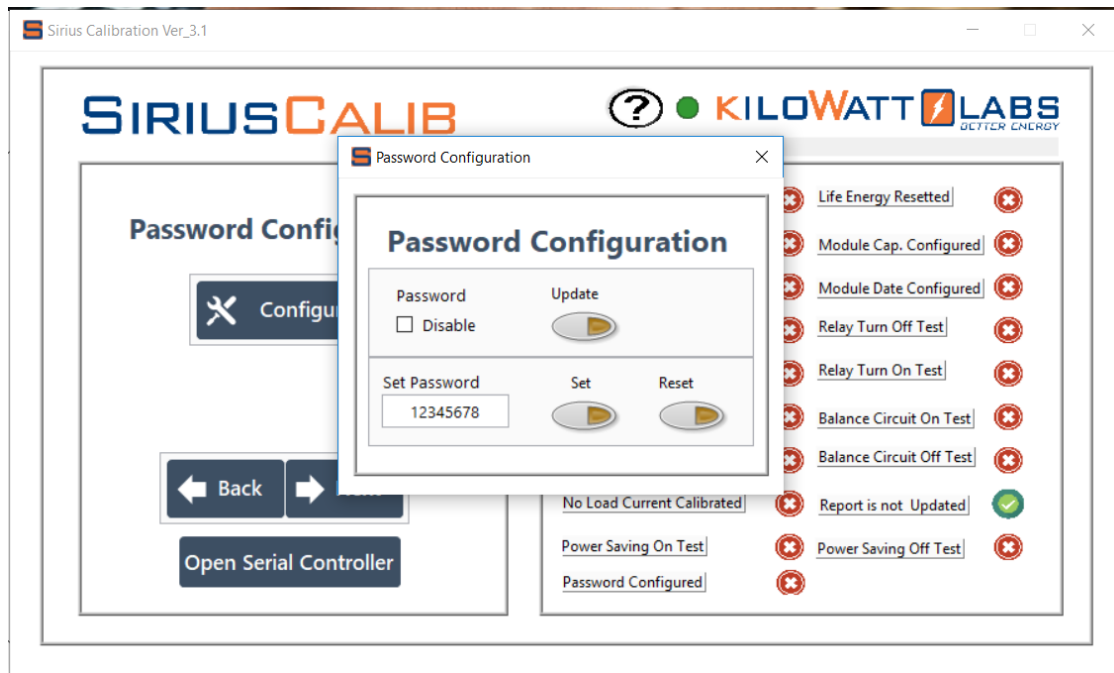 Sirius Calibration Ver_3.1
SIRIUSCALIB
?
KILOWATT LABS
BETTER ENERGY
Password Confi
Configu
Back
Open Serial Controller
Password Configuration
Password Configuration
Password
Update
Disable
Set Password
Set
Reset
12345678
Life Energy Resetted
Module Cap. Configured
Module Date Configured
Relay Turn Off Test
Relay Turn On Test
Balance Circuit On Test
Balance Circuit Off Test
No Load Current Calibrated
Report is not Updated
Power Saving On Test
Power Saving Off Test
Password Configured